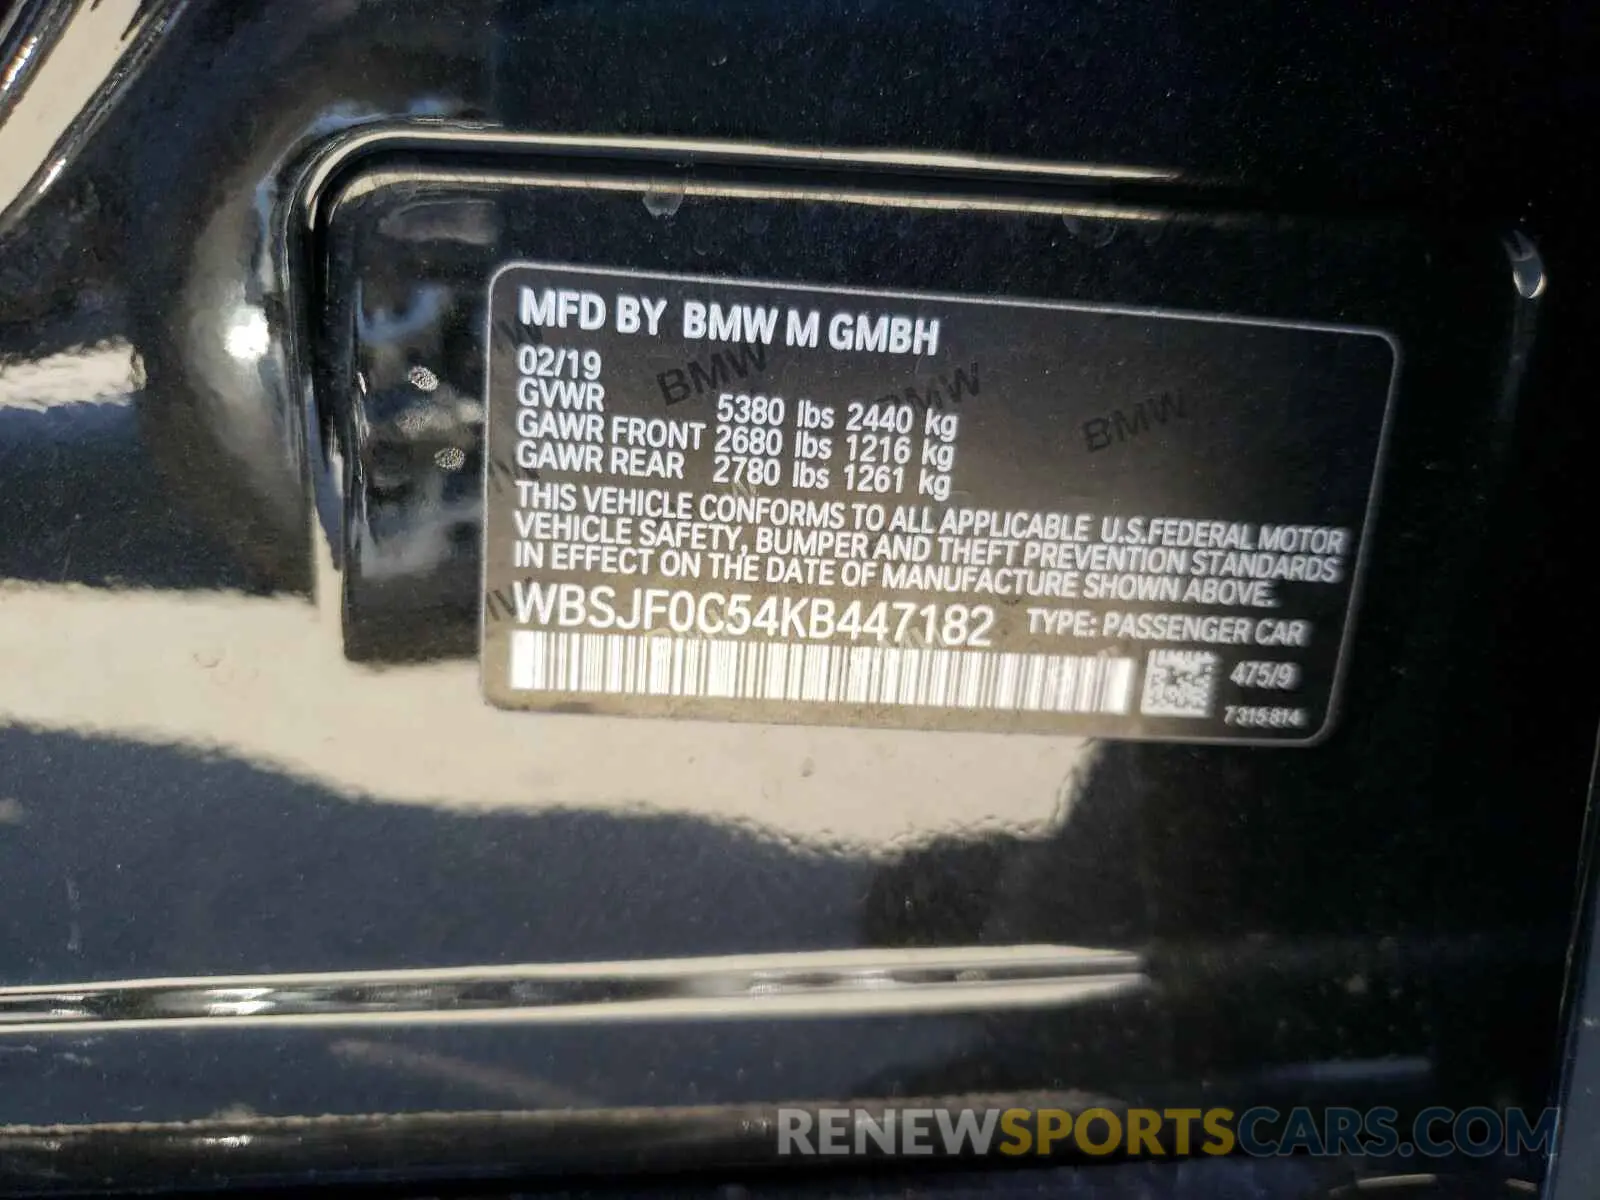 MFD BY BMW M GMBH
02/19
GVWR 5380 lbs 2440 kg
GAWR FRONT 2680 lbs 1216 kg
GAWR REAR 2780 lbs 1261 kg
THIS VEHICLE CONFORMS TO ALL APPLICABLE U.S.FEDERAL MOTOR
VEHICLE SAFETY, BUMPER AND THEFT PREVENTION STANDARDS
IN EFFECT ON THE DATE OF MANUFACTURE SHOWN ABOVE.
WBSJF0C54KB447182 TYPE: PASSENGER CAR
475/9
7 315 814
BMW
BMW
BMW
RENEWSPORTSCARS.COM